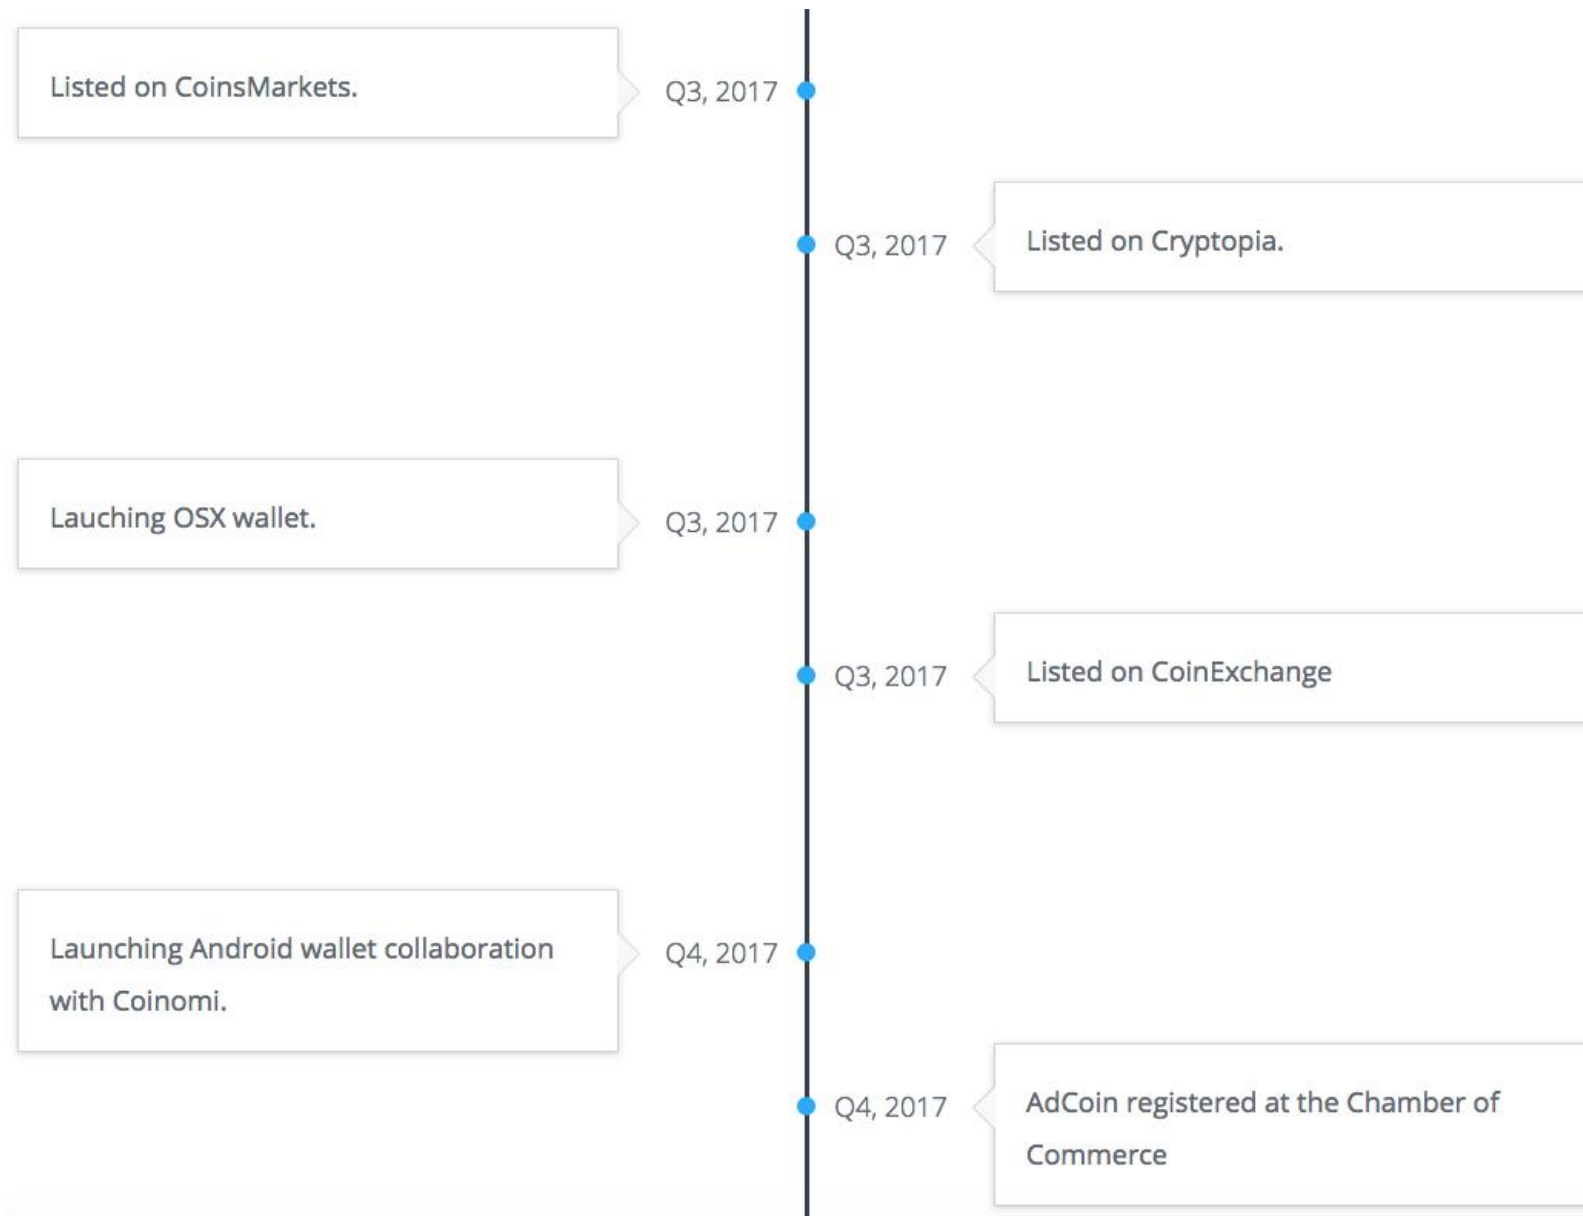 Listed on CoinsMarkets.
Q3, 2017
Q3, 2017
Listed on Cryptopia.
Lauching OSX wallet.
Q3, 2017
Q3, 2017
Listed on CoinExchange
Launching Android wallet collaboration
with Coinomi.
Q4, 2017
Q4, 2017
AdCoin registered at the Chamber of
Commerce